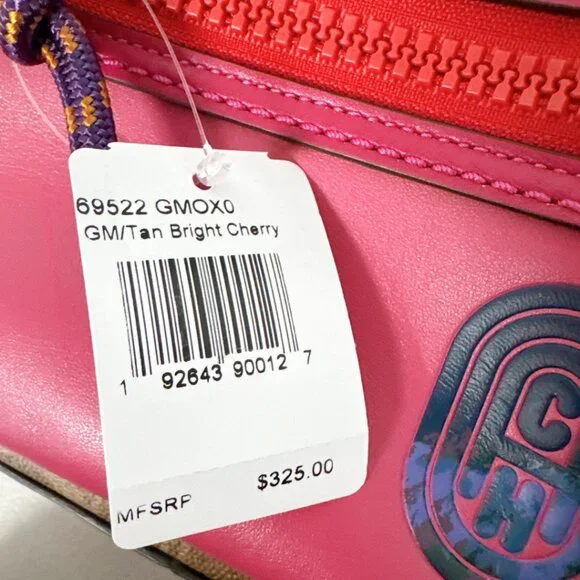 69522 GMOX0
GM/Tan Bright Cherry
1 92643 90012 7
MFSRP $325.00
C